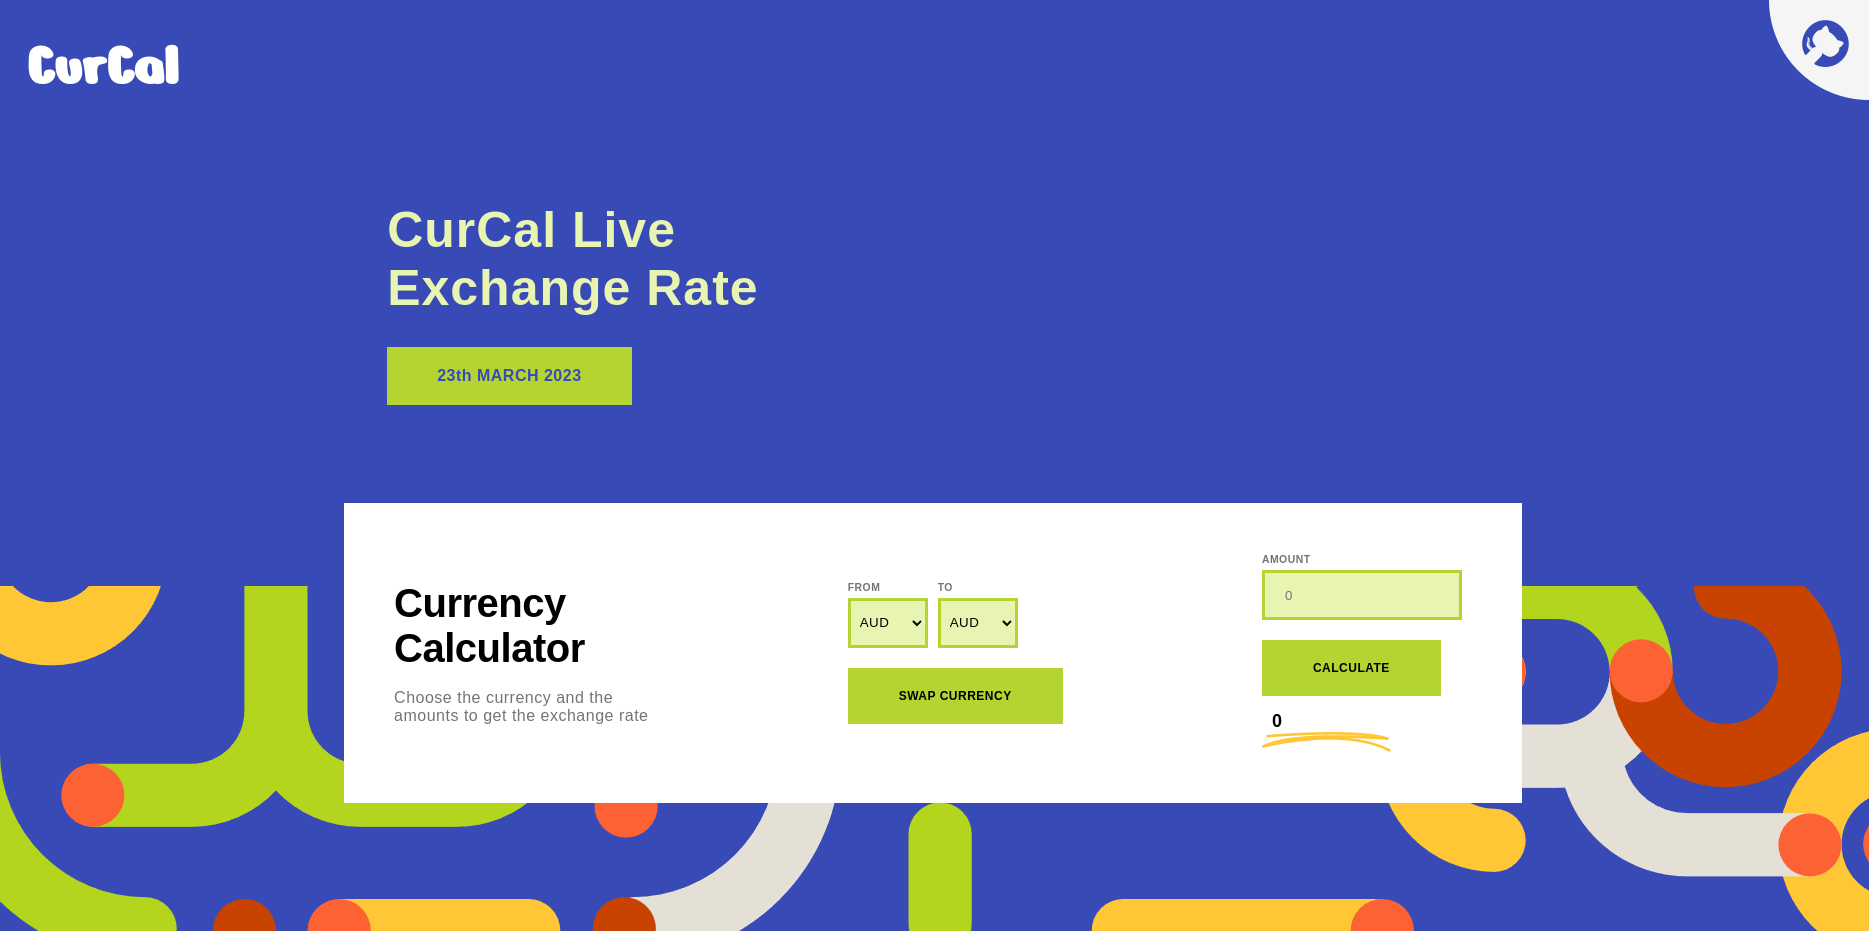 CurCal
CurCal Live
Exchange Rate
23th MARCH 2023
Currency
Calculator
Choose the currency and the
amounts to get the exchange rate
FROM TO
AUD AUD
SWAP CURRENCY
AMOUNT
0
CALCULATE
0